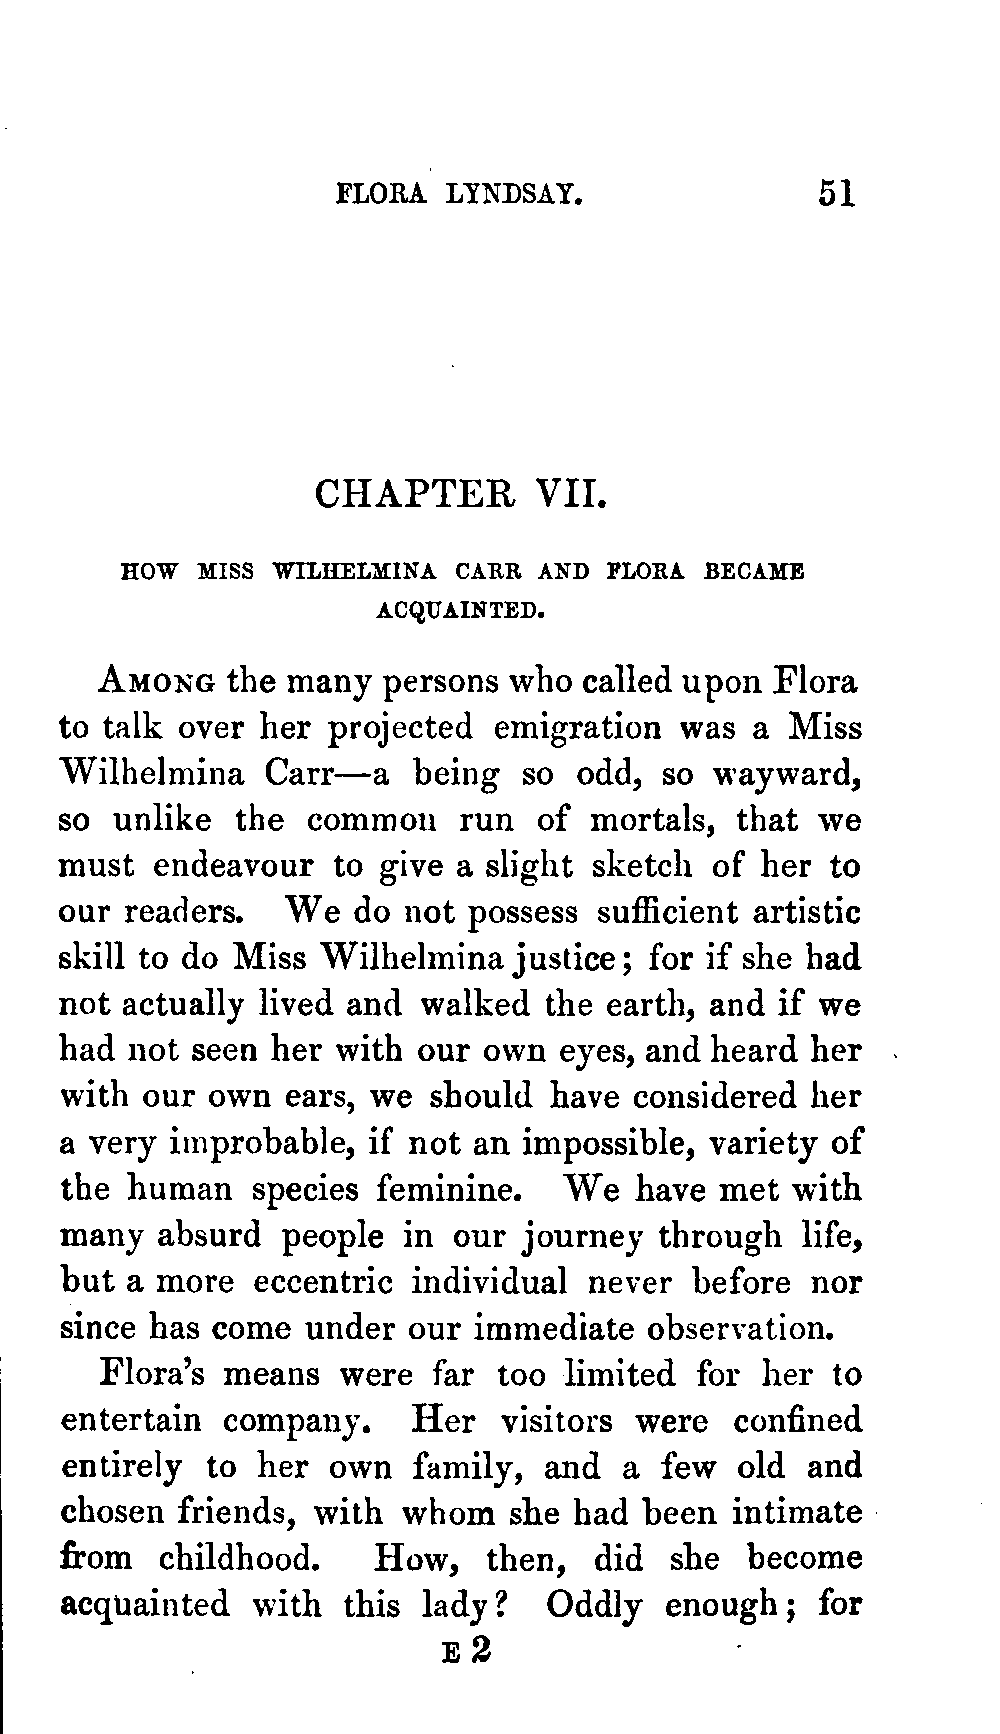 FLORA LYNDSAY. 51
CHAPTER VII.
HOW MISS WILHELMINA CARR AND FLORA BECAME
ACQUAINTED.
AMONG the many persons who called upon Flora
to talk over her projected emigration was a Miss
Wilhelmina Carr—a being so odd, so wayward,
so unlike the common run of mortals, that we
must endeavour to give a slight sketch of her to
our readers. We do not possess sufficient artistic
skill to do Miss Wilhelmina justice; for if she had
not actually lived and walked the earth, and if we
had not seen her with our own eyes, and heard her
with our own ears, we should have considered her
a very improbable, if not an impossible, variety of
the human species feminine. We have met with
many absurd people in our journey through life,
but a more eccentric individual never before nor
since has come under our immediate observation.
Flora's means were far too limited for her to
entertain company. Her visitors were confined
entirely to her own family, and a few old and
chosen friends, with whom she had been intimate
from childhood. How, then, did she become
acquainted with this lady? Oddly enough; for
E 2